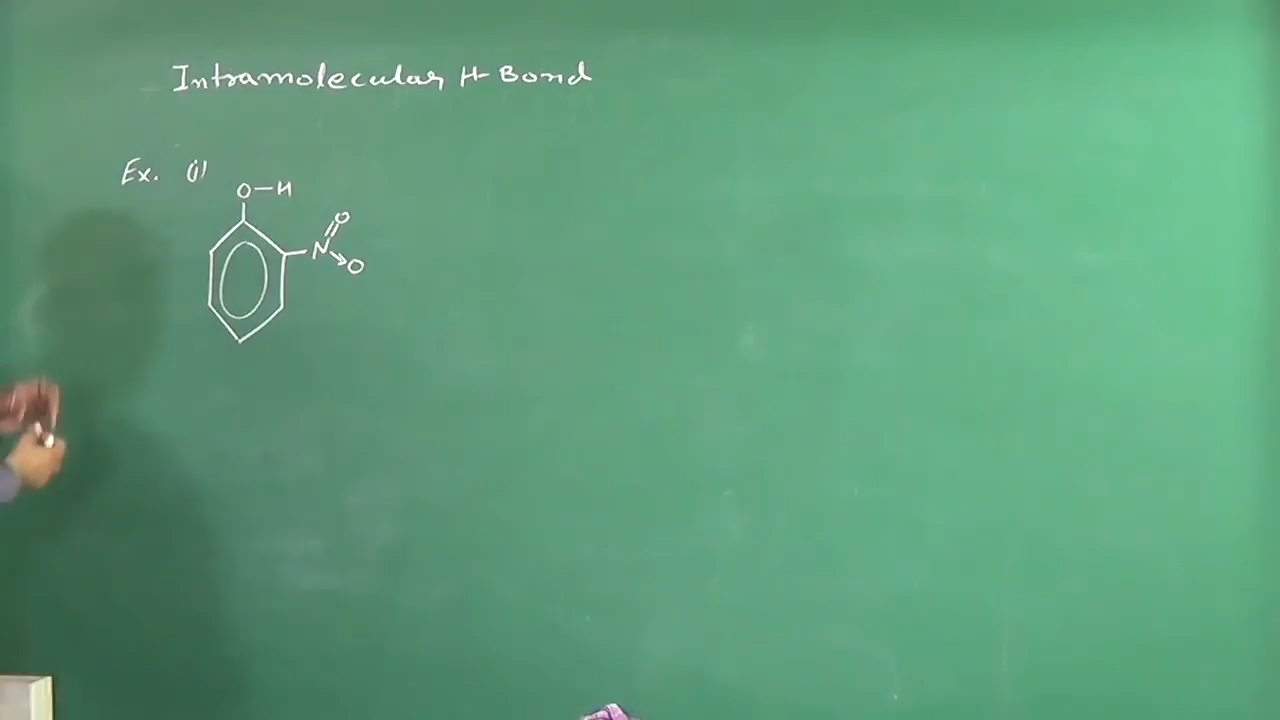 Intramolecular H-Bond
Ex. (i)
O-H
O
N
O